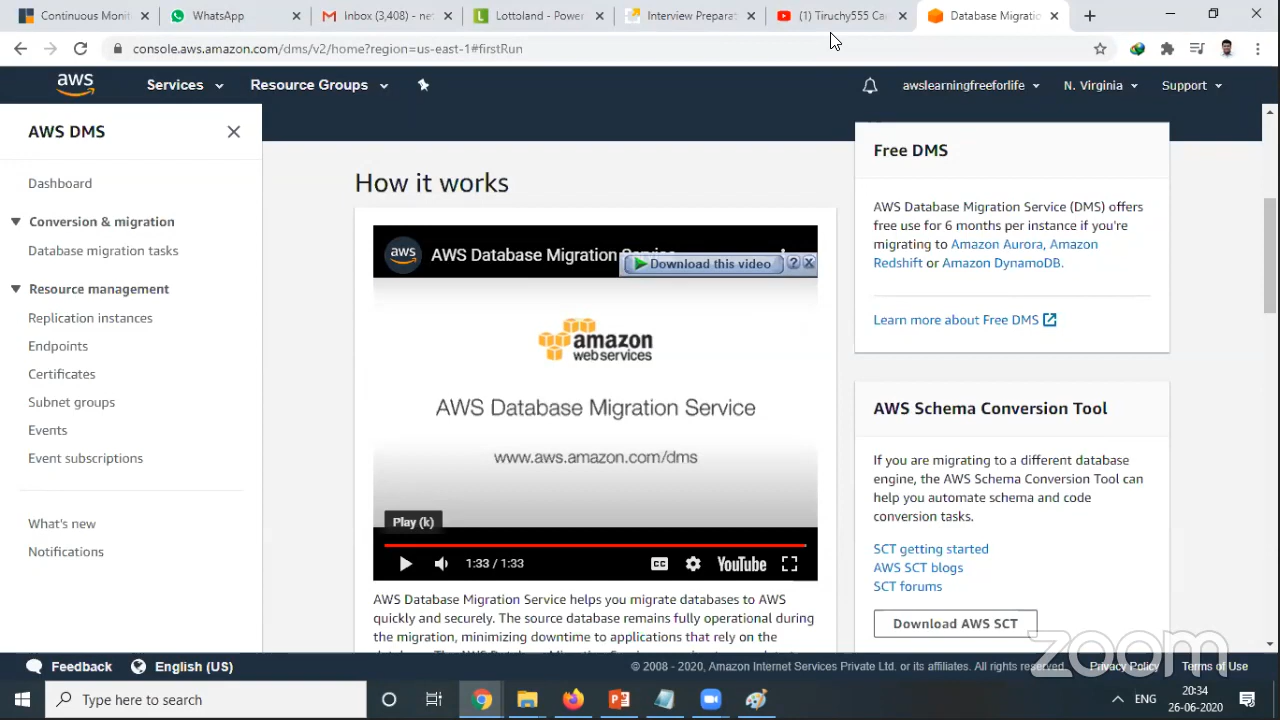 Continuous Monit
WhatsApp
Inbox (3,408) - net
Lottoland - Power
Interview Prepara
(1) Tiruchy555 Ca
Database Migratio
console.aws.amazon.com/dms/v2/home?region=us-east-1#firstRun
aws
Services
Resource Groups
awslearningfreeforlife
N. Virginia
Support
AWS DMS
Dashboard
Conversion & migration
Database migration tasks
Resource management
Replication instances
Endpoints
Certificates
Subnet groups
Events
Event subscriptions
What's new
Notifications
How it works
aws
AWS Database Migration
Download this video
amazon
web services
AWS Database Migration Service
www.aws.amazon.com/dms
Play (k)
1:33 / 1:33
CC
YouTube
AWS Database Migration Service helps you migrate databases to AWS
quickly and securely. The source database remains fully operational during
the migration, minimizing downtime to applications that rely on the
Free DMS
AWS Database Migration Service (DMS) offers
free use for 6 months per instance if you're
migrating to Amazon Aurora, Amazon
Redshift or Amazon DynamoDB.
Learn more about Free DMS
AWS Schema Conversion Tool
If you are migrating to a different database
engine, the AWS Schema Conversion Tool can
help you automate schema and code
conversion tasks.
SCT getting started
AWS SCT blogs
SCT forums
Download AWS SCT
zoom
Feedback
English (US)
© 2008 - 2020, Amazon Internet Services Private Ltd. or its affiliates. All rights reserved.
Privacy Policy
Terms of Use
Type here to search
ENG
20:34
26-06-2020